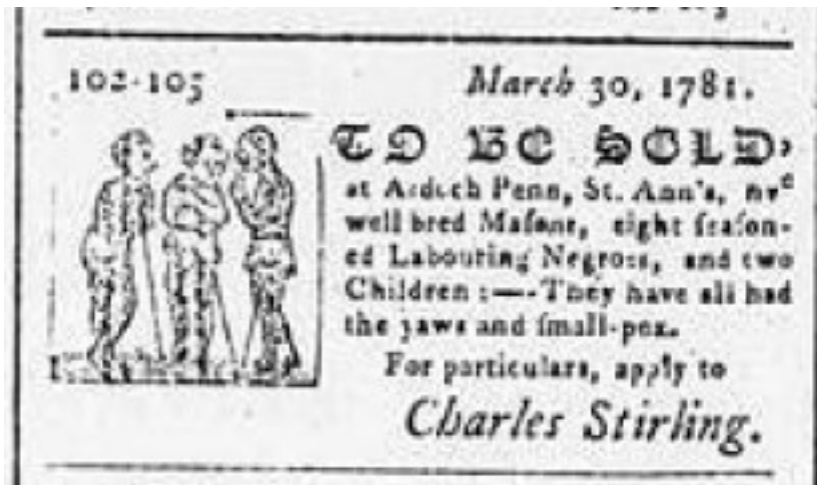 102-105
March 30, 1781.
TO BE SOLD,
at Ardoch Penn, St. Ann's, five
well bred Maſons, eight ſeaſon-
ed Labouring Negroes, and two
Children :—-They have all had
the yaws and ſmall-pox.
For particulars, apply to
Charles Stirling.